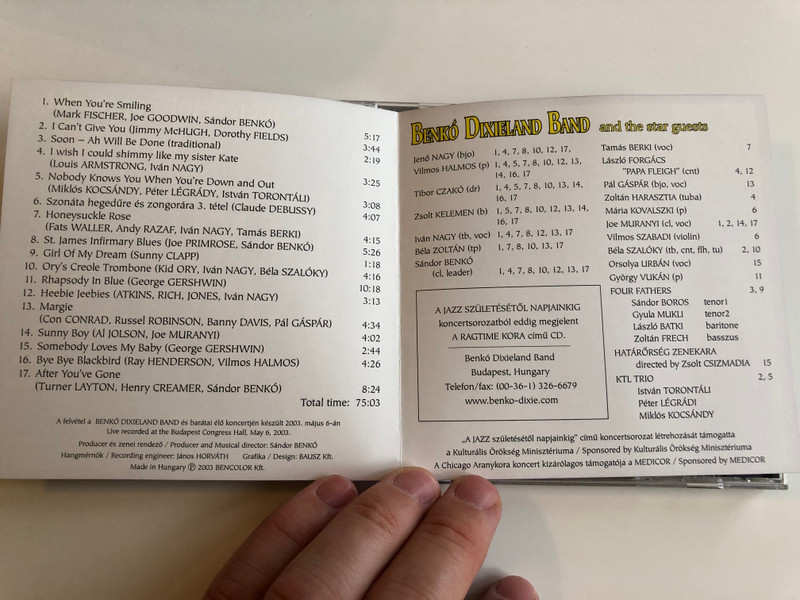 1. When You're Smiling
(Mark FISCHER, Joe GOODWIN, Sándor BENKÓ) 5:17
2. I Can't Give You (Jimmy McHUGH, Dorothy FIELDS) 3:44
3. Soon – Ah Will Be Done (traditional) 2:19
4. I wish I could shimmy like my sister Kate
(Louis ARMSTRONG, Iván NAGY) 3:25
5. Nobody Knows You When You're Down and Out
(Miklós KOCSÁNDY, Péter LÉGRÁDY, István TORONTÁLI) 3:08
6. Szonáta hegedűre és zongorára 3. tétel (Claude DEBUSSY) 4:07
7. Honeysuckle Rose
(Fats WALLER, Andy RAZAF, Iván NAGY, Tamás BERKI) 4:15
8. St. James Infirmary Blues (Joe PRIMROSE, Sándor BENKÓ) 5:26
9. Girl Of My Dream (Sunny CLAPP) 1:18
10. Ory's Creole Trombone (Kid ORY, Iván NAGY, Béla SZALÓKY) 4:16
11. Rhapsody In Blue (George GERSHWIN) 10:18
12. Heebie Jeebies (ATKINS, RICH, JONES, Iván NAGY) 3:13
13. Margie
(Con CONRAD, Russel ROBINSON, Banny DAVIS, Pál GÁSPÁR) 4:34
14. Sunny Boy (Al JOLSON, Joe MURANYI) 4:02
15. Somebody Loves My Baby (George GERSHWIN) 2:44
16. Bye Bye Blackbird (Ray HENDERSON, Vilmos HALMOS) 4:26
17. After You've Gone
(Turner LAYTON, Henry CREAMER, Sándor BENKÓ) 8:24
Total time: 75:03
A felvétel a BENKÓ DIXIELAND BAND és barátai élő koncertjén készült 2003. május 6-án
Live recorded at the Budapest Congress Hall, May 6, 2003.
Producer és zenei rendező / Producer and Musical director: Sándor BENKÓ
Hangmérnök / Recording engineer: János HORVÁTH Grafika / Design: BAUSZ Kft.
Made in Hungary Ⓟ 2003 BENCOLOR Kft.
BENKÓ DIXIELAND BAND and the star guests
Jenő NAGY (bjo) 1, 4, 7, 8, 10, 12, 17,
Vilmos HALMOS (p) 1, 4, 5, 7, 8, 10, 12, 13,
14, 16, 17
Tibor CZAKÓ (dr) 1, 4, 5, 7, 8, 10, 13, 14,
16, 17
Zsolt KELEMEN (b) 1, 5, 7, 8, 10, 12, 13, 14,
16, 17
Iván NAGY (tb, voc) 1, 4, 7, 8, 10, 12, 13, 17
Béla ZOLTÁN (tp) 1, 7, 8, 10, 13, 17
Sándor BENKÓ
(cl, leader) 1, 4, 7, 8, 10, 12, 13, 17
A JAZZ SZÜLETÉSÉTŐL NAPJAINKIG
koncertsorozatból eddig megjelent
A RAGTIME KORA című CD.
Benkó Dixieland Band
Budapest, Hungary
Telefon/fax: (00-36-1) 326-6679
www.benko-dixie.com
Tamás BERKI (voc) 7
László FORGÁCS
"PAPA FLEIGH" (cnt) 4, 12
Pál GÁSPÁR (bjo, voc) 13
Zoltán HARASZTIA (tuba) 4
Mária KOVALSZKI (p) 6
Joe MURANYI (cl, voc) 1, 2, 14, 17
Vilmos SZABADI (violin) 6
Béla SZALÓKY (tb, cnt, flh, tu) 2, 10
Orsolya URBÁN (voc) 15
György VUKÁN (p) 11
FOUR FATHERS 3, 9
Sándor BOROS tenor1
Gyula MUKLI tenor2
László BATKI baritone
Zoltán FRECH basszus
HATÁRŐRSÉG ZENEKARA
directed by Zsolt CSIZMADIA 15
KTL TRIO 2, 5
István TORONTÁLI
Péter LÉGRÁDI
Miklós KOCSÁNDY
„A JAZZ születésétől napjainkig" című koncertsorozat létrehozását támogatta
a Kulturális Örökség Minisztériuma / Sponsored by Kulturális Örökség Minisztériuma
A Chicago Aranykora koncert kizárólagos támogatója a MEDICOR / Sponsored by MEDICOR